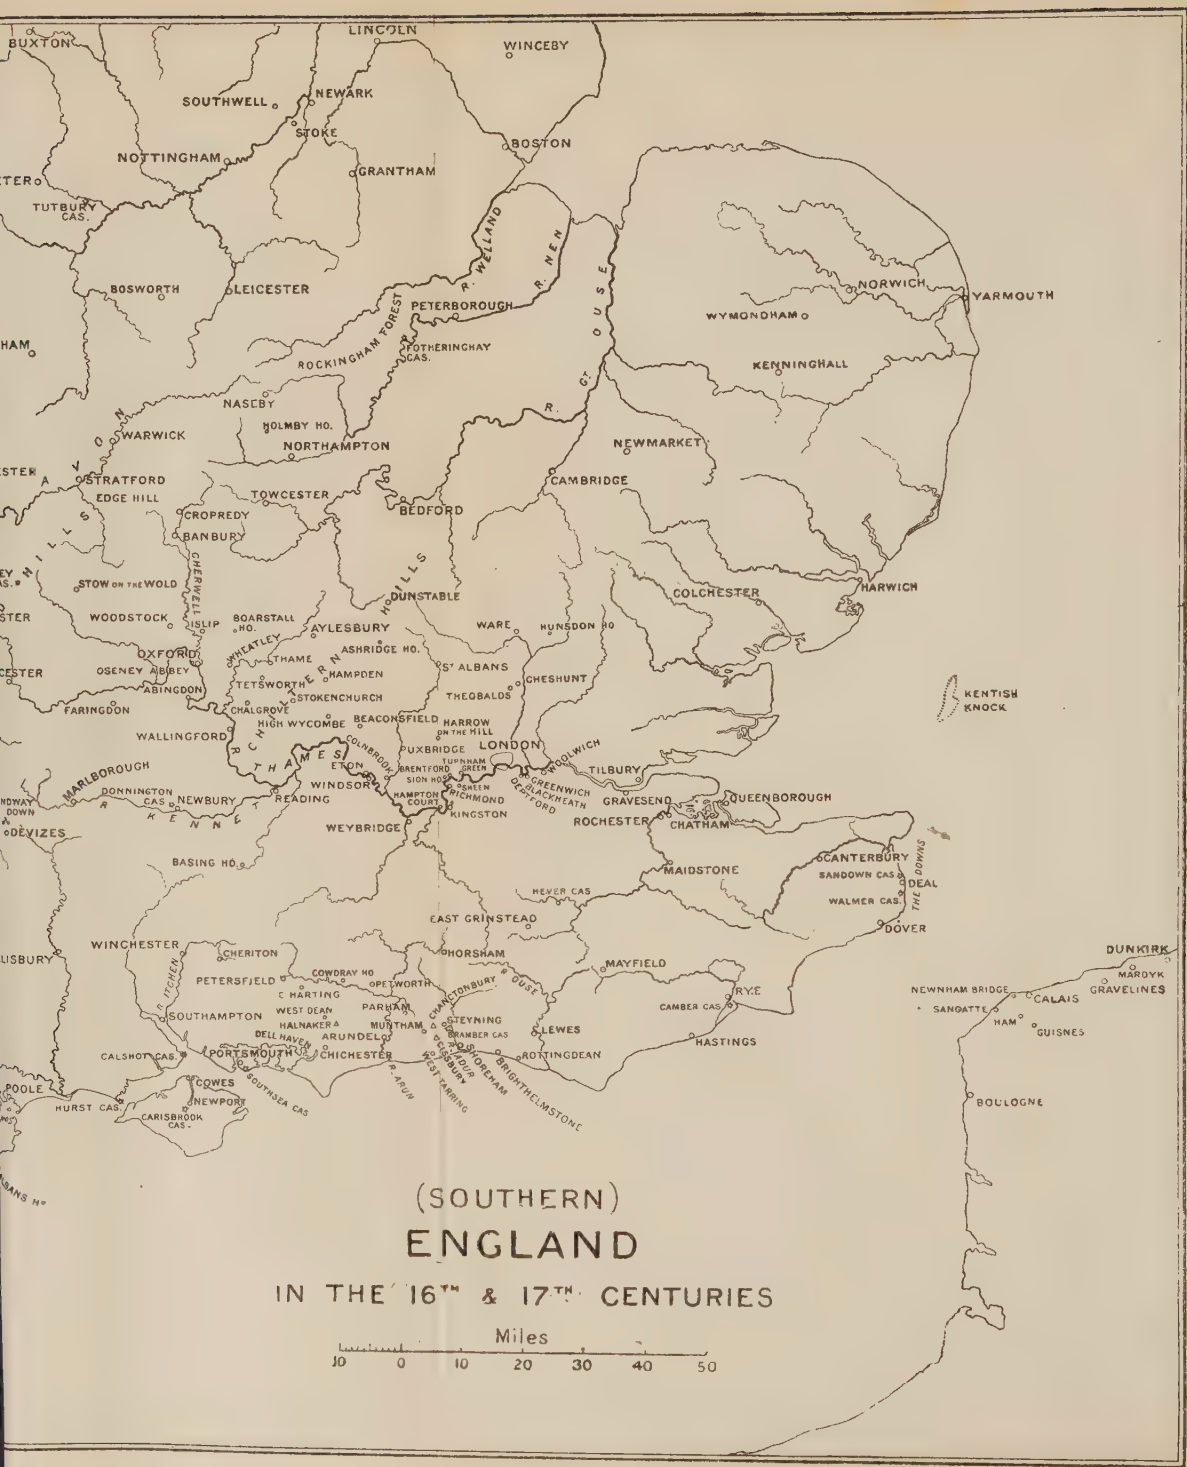 BUXTON
LINCOLN
WINCEBY
SOUTHWELL
NEWARK
STOKE
NOTTINGHAM
BOSTON
GRANTHAM
TUTBURY
CAS.
R. WELLAND
R. NEN
OUSE
BOSWORTH
LEICESTER
PETERBOROUGH
NORWICH
YARMOUTH
WYMONDHAM
HAM
ROCKINGHAM FOREST
FOTHERINGHAY
CAS.
KENNINGHALL
R. GT.
NASEBY
HOLMBY HO.
NORTHAMPTON
AVON
WARWICK
NEWMARKET
STRATFORD
EDGE HILL
TOWCESTER
CAMBRIDGE
BEDFORD
CROPREDY
BANBURY
HILLS
CHERWELL
STOW ON THE WOLD
HILLS
DUNSTABLE
COLCHESTER
HARWICH
WOODSTOCK
ISLIP
BOARSTALL
HO.
AYLESBURY
WARE
HUNSDON HO
OXFORD
WHEATLEY
ASHRIDGE HO.
OSENEY ABBEY
THAME
ST ALBANS
HAMPDEN
CHESHUNT
TETSWORTH
ABINGDON
STOKENCHURCH
THEOBALDS
KENTISH
KNOCK
FARINGDON
CHALGROVE
CHILTERN
HIGH WYCOMBE
BEACONSFIELD
HARROW
ON THE HILL
WALLINGFORD
COLNBROOK
UXBRIDGE
LONDON
WOOLWICH
R. THAMES
ETON
BRENTFORD
TURNHAM
GREEN
SION HO
SHEEN
TILBURY
MARLBOROUGH
DONNINGTON
CAS
NEWBURY
READING
WINDSOR
HAMPTON
COURT
RICHMOND
GREENWICH
BLACKHEATH
DEPTFORD
GRAVESEND
QUEENBOROUGH
R. KENNET
WEYBRIDGE
KINGSTON
ROCHESTER
CHATHAM
DEVIZES
BASING HO.
MAIDSTONE
CANTERBURY
SANDOWN CAS
DEAL
WALMER CAS.
THE DOWNS
HEVER CAS
EAST GRINSTEAD
DOVER
WINCHESTER
CHERITON
HORSHAM
MAYFIELD
DUNKIRK
MARDYK
GRAVELINES
R ITCHEN
PETERSFIELD
COWDRAY HO
PETWORTH
R OUSE
RYE
CAMBER CAS.
NEWNHAM BRIDGE
CALAIS
SANGATTE
HAM
GUISNES
HARTING
WEST DEAN
PARHAM
CHANCTONBURY
SOUTHAMPTON
HALNAKER
MUNTHAM
STEYNING
BRAMBER CAS
LEWES
HASTINGS
DELL HAVEN
ARUNDEL
CALSHOT CAS.
PORTSMOUTH
CHICHESTER
R. ADUR
CISSBURY
SHOREHAM
ROTTINGDEAN
POOLE
COWES
SOUTHSEA CAS
R. ARUN
WEST TARRING
BRIGHTHELMSTONE
HURST CAS.
NEWPORT
CARISBROOK
CAS.
BOULOGNE
(SOUTHERN)
ENGLAND
IN THE 16TH & 17TH CENTURIES
Miles
10 0 10 20 30 40 50